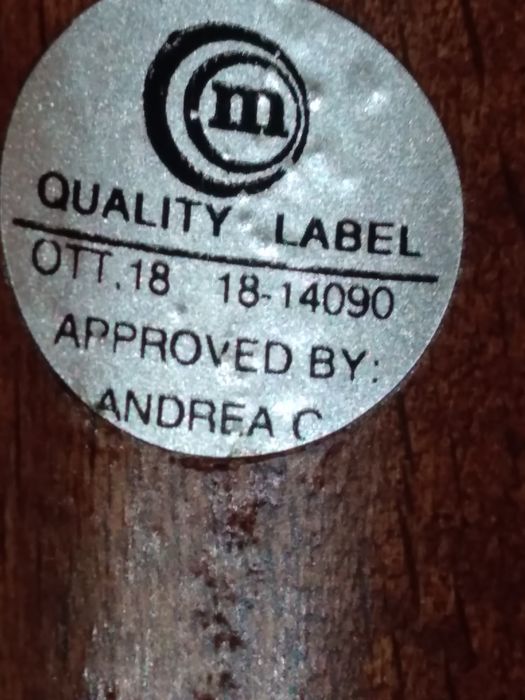 m
QUALITY LABEL
OTT.18 18-14090
APPROVED BY:
ANDREA C